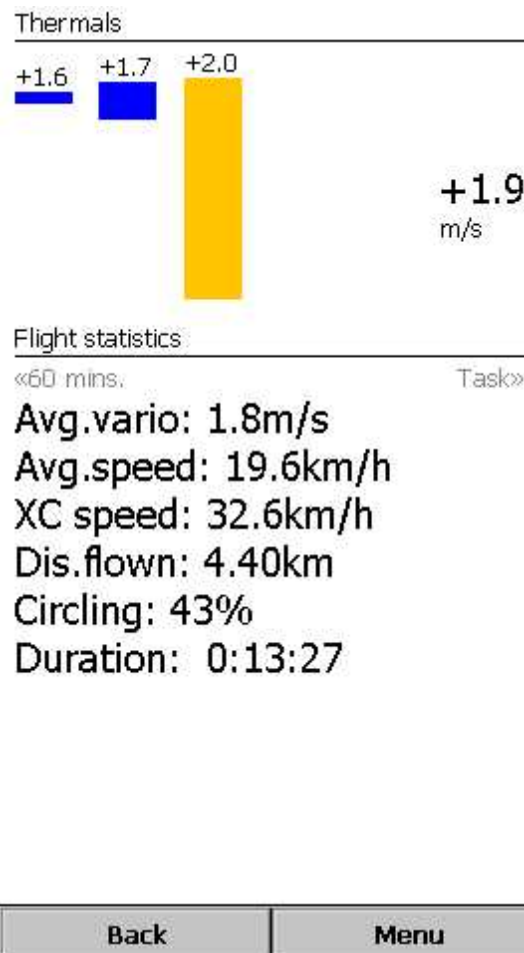 Thermals
+1.6 +1.7 +2.0
+1.9
m/s
Flight statistics
«60 mins. Task»
Avg.vario: 1.8m/s
Avg.speed: 19.6km/h
XC speed: 32.6km/h
Dis.flown: 4.40km
Circling: 43%
Duration: 0:13:27
Back Menu